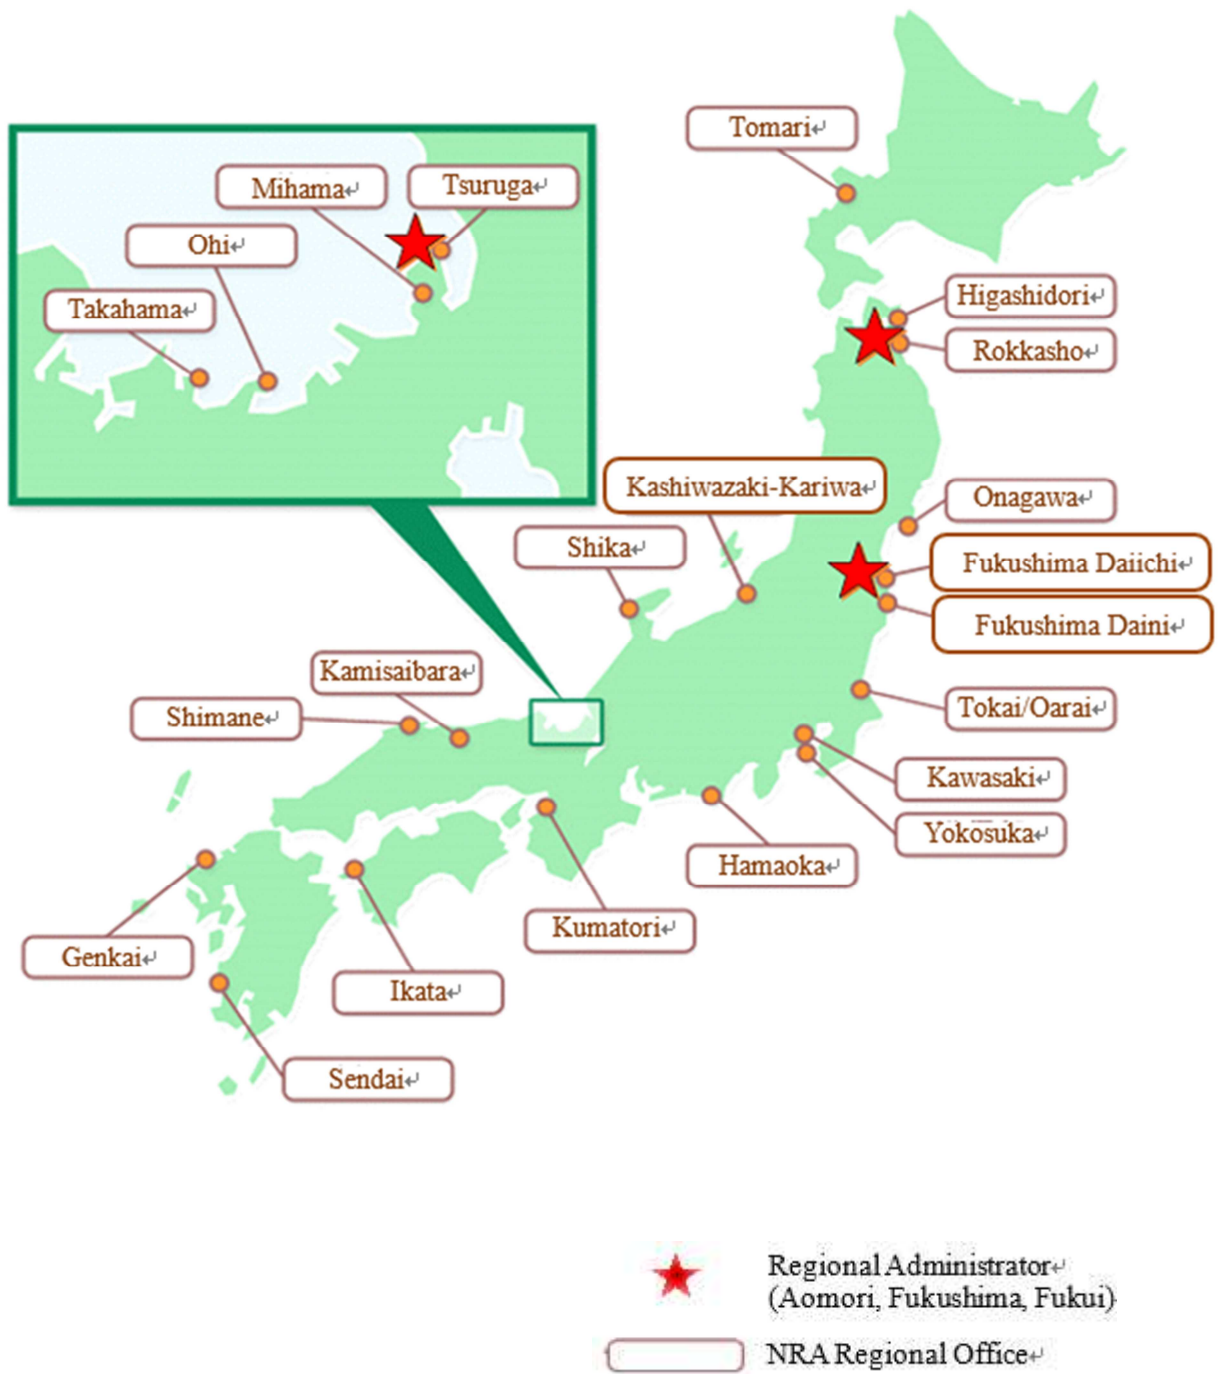 Tomari↵
Mihama↵
Tsuruga↵
Ohi↵
Takahama↵
Higashidori↵
Rokkasho↵
Kashiwazaki-Kariwa↵
Onagawa↵
Shika↵
Fukushima Daiichi↵
Fukushima Daini↵
Kamisaibara↵
Shimane↵
Tokai/Oarai↵
Kawasaki↵
Yokosuka↵
Hamaoka↵
Kumatori↵
Genkai↵
Ikata↵
Sendai↵
Regional Administrator↵
(Aomori, Fukushima, Fukui)
NRA Regional Office↵